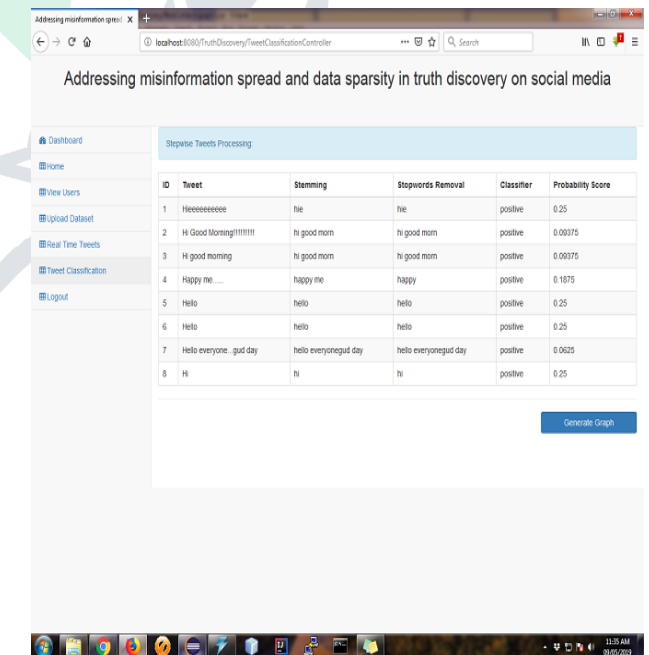 Addressing misinformation spread X +
localhost:8080/TruthDiscovery/TweetClassificationController
Search
Addressing misinformation spread and data sparsity in truth discovery on social media
Dashboard
Home
View Users
Upload Dataset
Real Time Tweets
Tweet Classification
Logout
Stepwise Tweets Processing:
ID Tweet Stemming Stopwords Removal Classifier Probability Score
1 Hieeeeeeeeee hie hie positive 0.25
2 Hi Good Morning!!!!!!!!! hi good morn hi good morn positive 0.09375
3 Hi good morning hi good morn hi good morn positive 0.09375
4 Happy me...... happy me happy positive 0.1875
5 Hello hello hello positive 0.25
6 Hello hello hello positive 0.25
7 Hello everyone...gud day hello everyonegud day hello everyonegud day positive 0.0625
8 Hi hi hi positive 0.25
Generate Graph
11:35 AM
09/05/2019